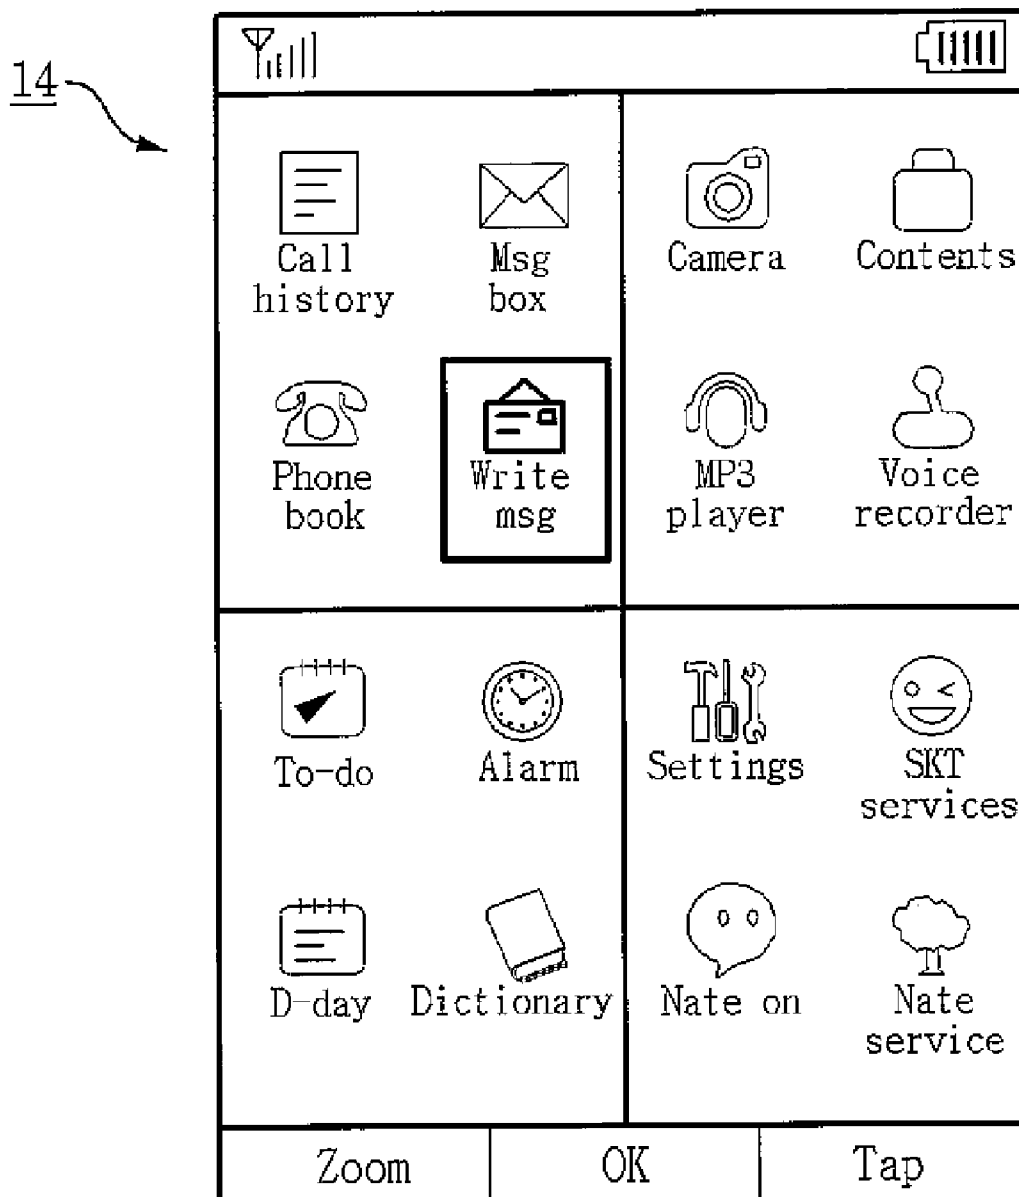 14
Call
history
Msg
box
Camera
Contents
Phone
book
Write
msg
MP3
player
Voice
recorder
To-do
Alarm
Settings
SKT
services
D-day
Dictionary
Nate on
Nate
service
Zoom
OK
Tap